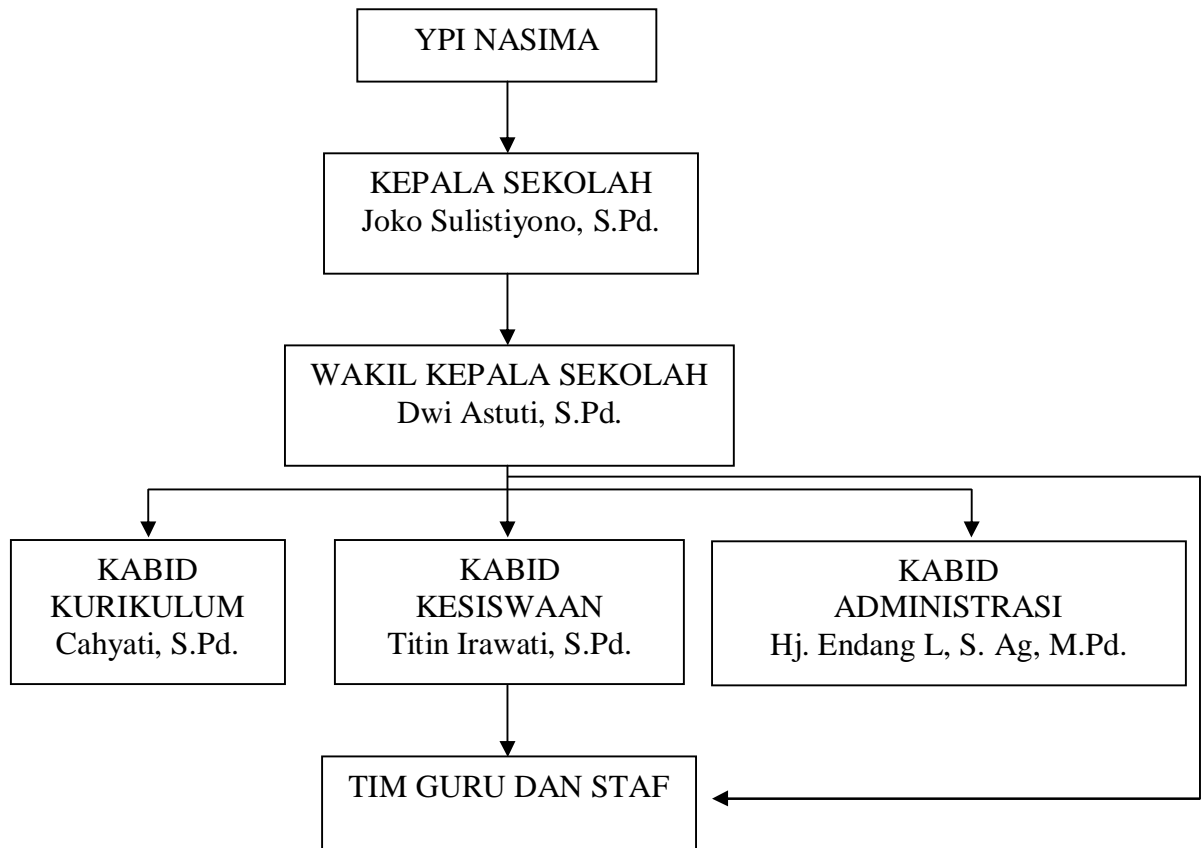 YPI NASIMA
KEPALA SEKOLAH
Joko Sulistiyono, S.Pd.
WAKIL KEPALA SEKOLAH
Dwi Astuti, S.Pd.
KABID
KURIKULUM
Cahyati, S.Pd.
KABID
KESISWAAN
Titin Irawati, S.Pd.
KABID
ADMINISTRASI
Hj. Endang L, S. Ag, M.Pd.
TIM GURU DAN STAF